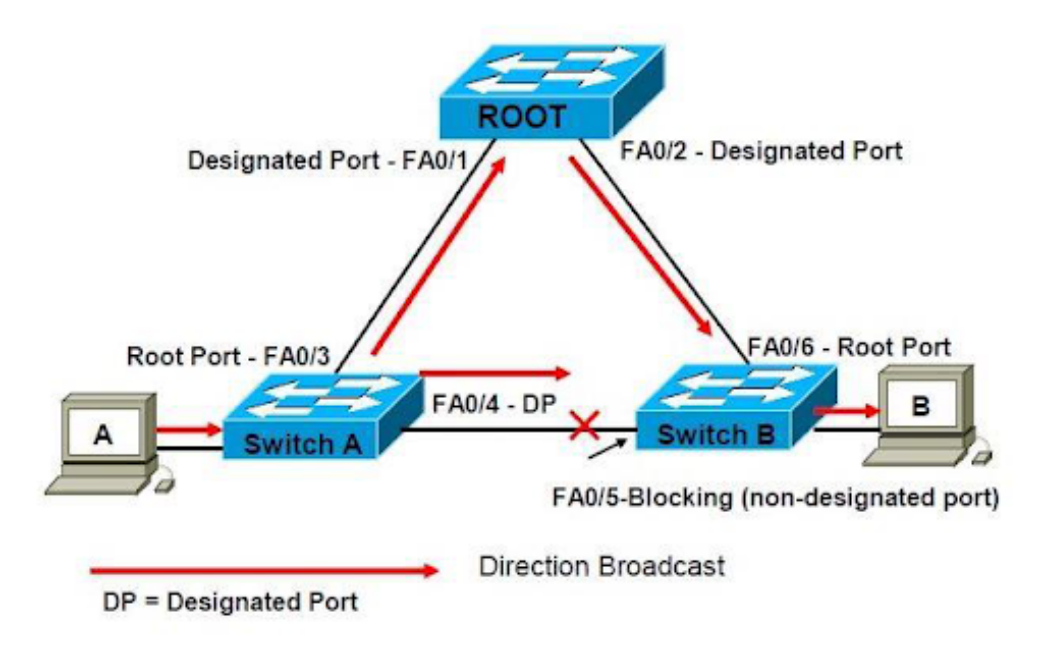 ROOT
Designated Port - FA0/1
FA0/2 - Designated Port
Root Port - FA0/3
FA0/6 - Root Port
A
FA0/4 - DP
B
Switch A
Switch B
FA0/5-Blocking (non-designated port)
Direction Broadcast
DP = Designated Port